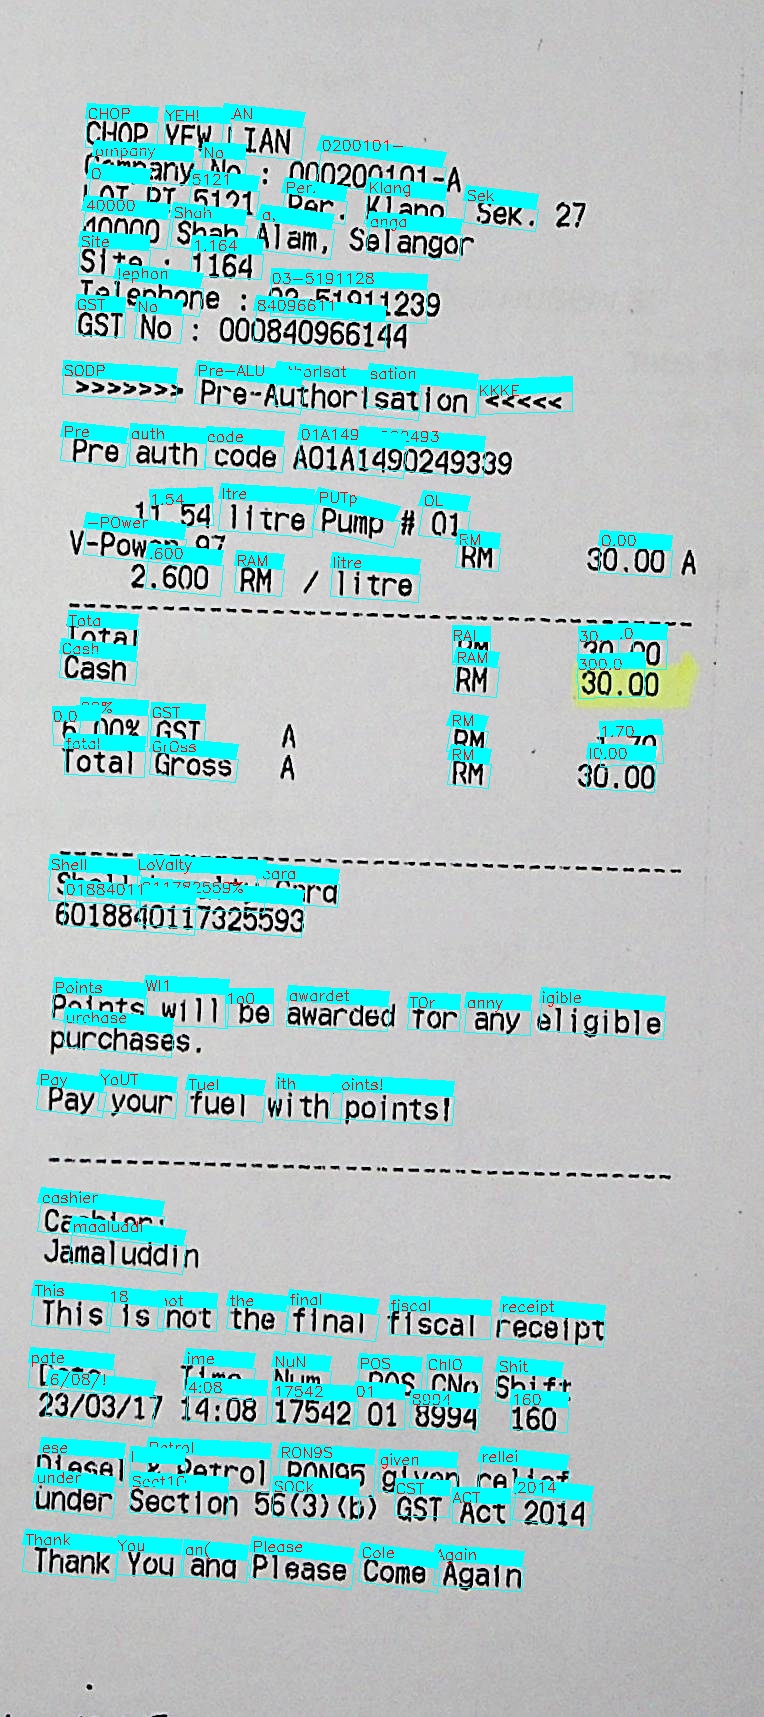 CHOP YEW LIAN
Company No : 000200101-A
LOT PT 5121 Per. Klang Sek. 27
40000 Shah Alam, Selangor
Site : 1164
Telephone : 03-51911239
GST No : 000840966144
>>>>>>> Pre-Authorisation <<<<<
Pre auth code A01A1490249339
11.54 litre Pump # 01
V-Power 97 RM 30.00 A
2.600 RM / litre
Total RM 30.00
Cash RM 30.00
6.00% GST A RM 1.70
Total Gross A RM 30.00
Shell Loyalty Card
6018840117325593
Points will be awarded for any eligible
purchases.
Pay your fuel with points!
Cashier:
Jamaluddin
This is not the final fiscal receipt
Date Time Num POS CNo Shift
23/03/17 14:08 17542 01 8994 160
Diesel & Petrol RON95 given relief
under Section 56(3)(b) GST Act 2014
Thank You and Please Come Again